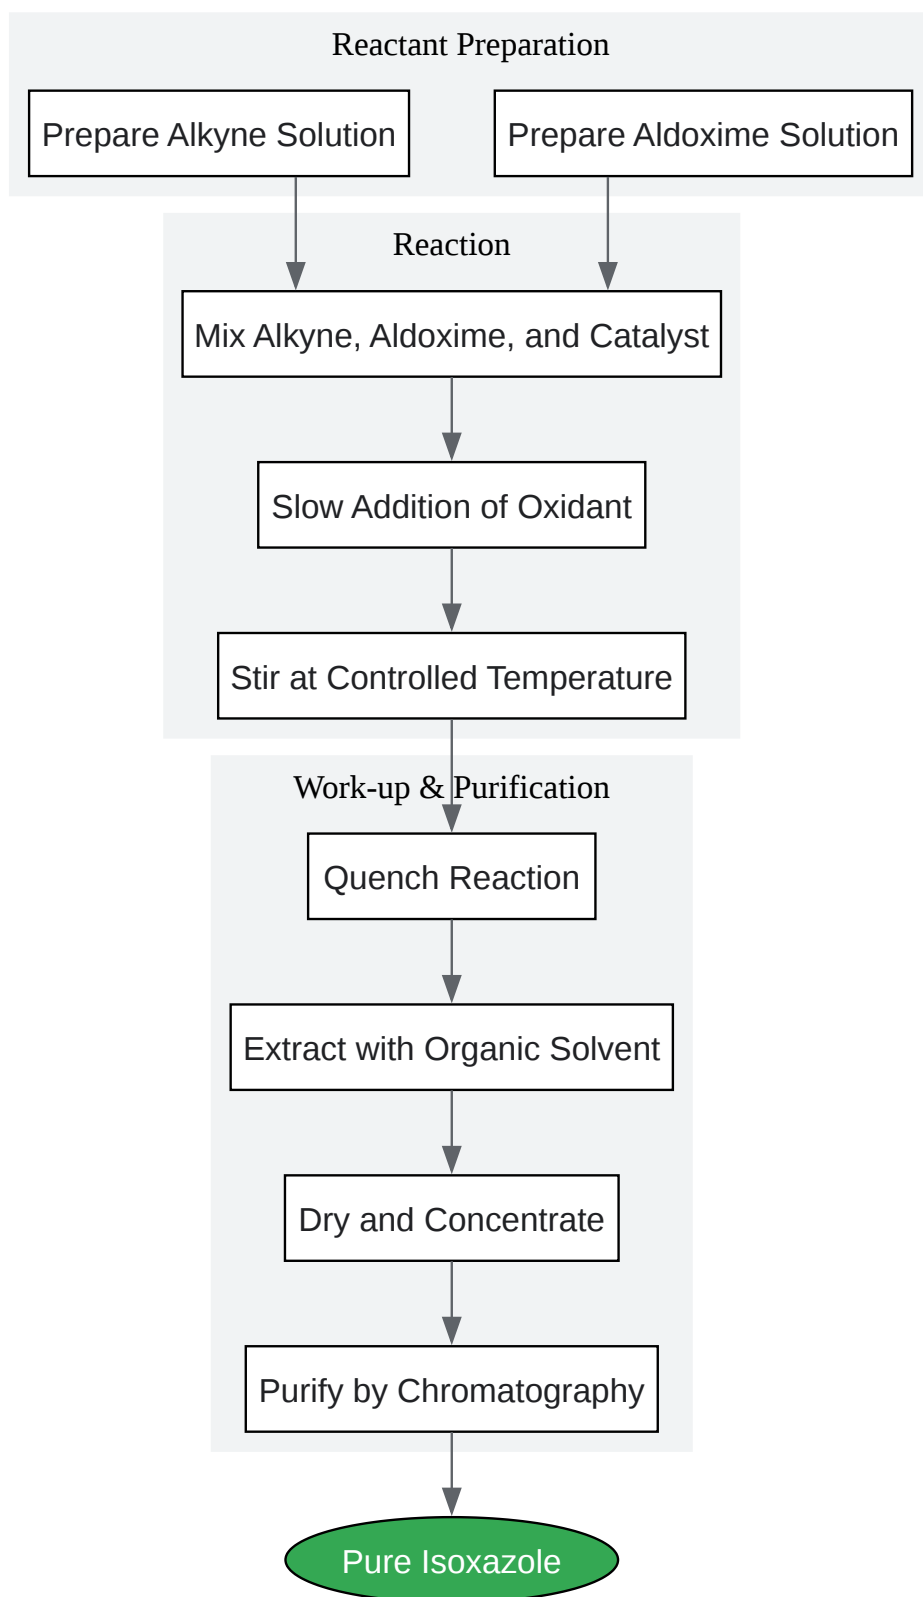 Reactant Preparation
Prepare Alkyne Solution
Prepare Aldoxime Solution
Reaction
Mix Alkyne, Aldoxime, and Catalyst
Slow Addition of Oxidant
Stir at Controlled Temperature
Work-up & Purification
Quench Reaction
Extract with Organic Solvent
Dry and Concentrate
Purify by Chromatography
Pure Isoxazole